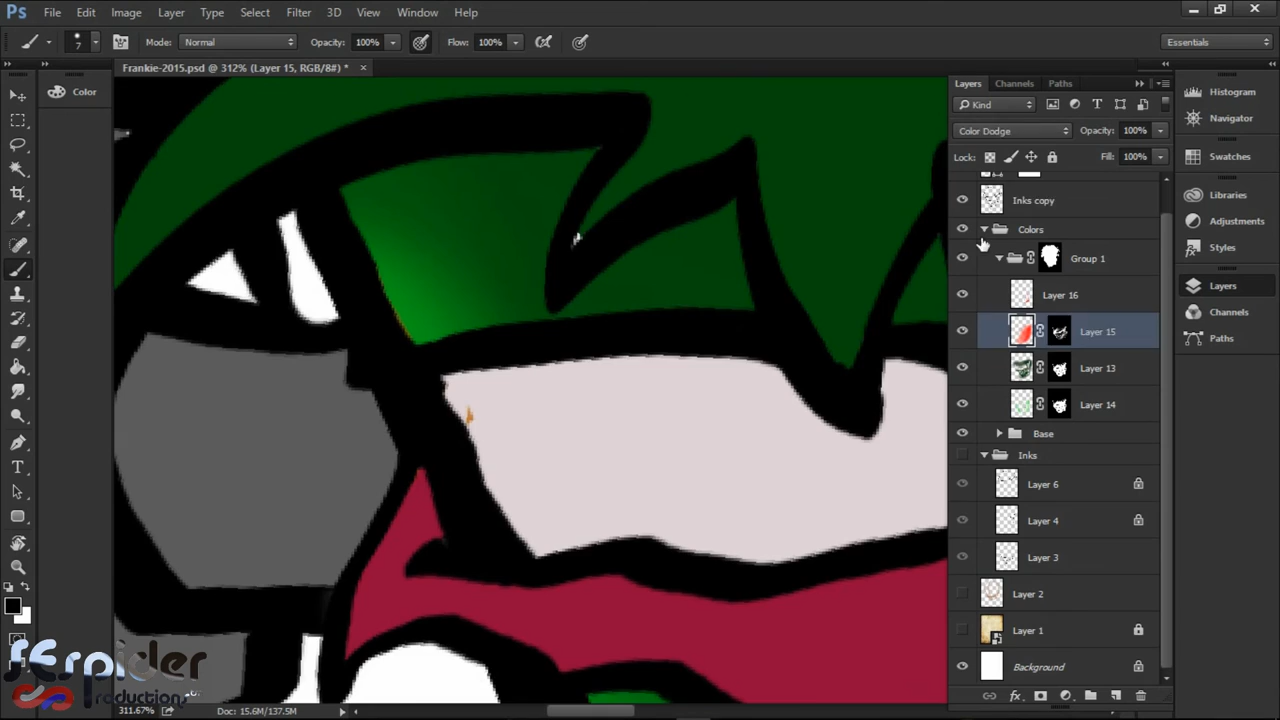 Ps File Edit Image Layer Type Select Filter 3D View Window Help
7 Mode: Normal Opacity: 100% Flow: 100% Essentials
Frankie-2015.psd @ 312% (Layer 15, RGB/8#) *
Color
Layers Channels Paths
Kind
Color Dodge Opacity: 100%
Lock: Fill: 100%
Inks copy
Colors
Group 1
Layer 16
Layer 15
Layer 13
Layer 14
Base
Inks
Layer 6
Layer 4
Layer 3
Layer 2
Layer 1
Background
Histogram
Navigator
Swatches
Libraries
Adjustments
Styles
Layers
Channels
Paths
311.67% Doc: 15.6M/137.5M